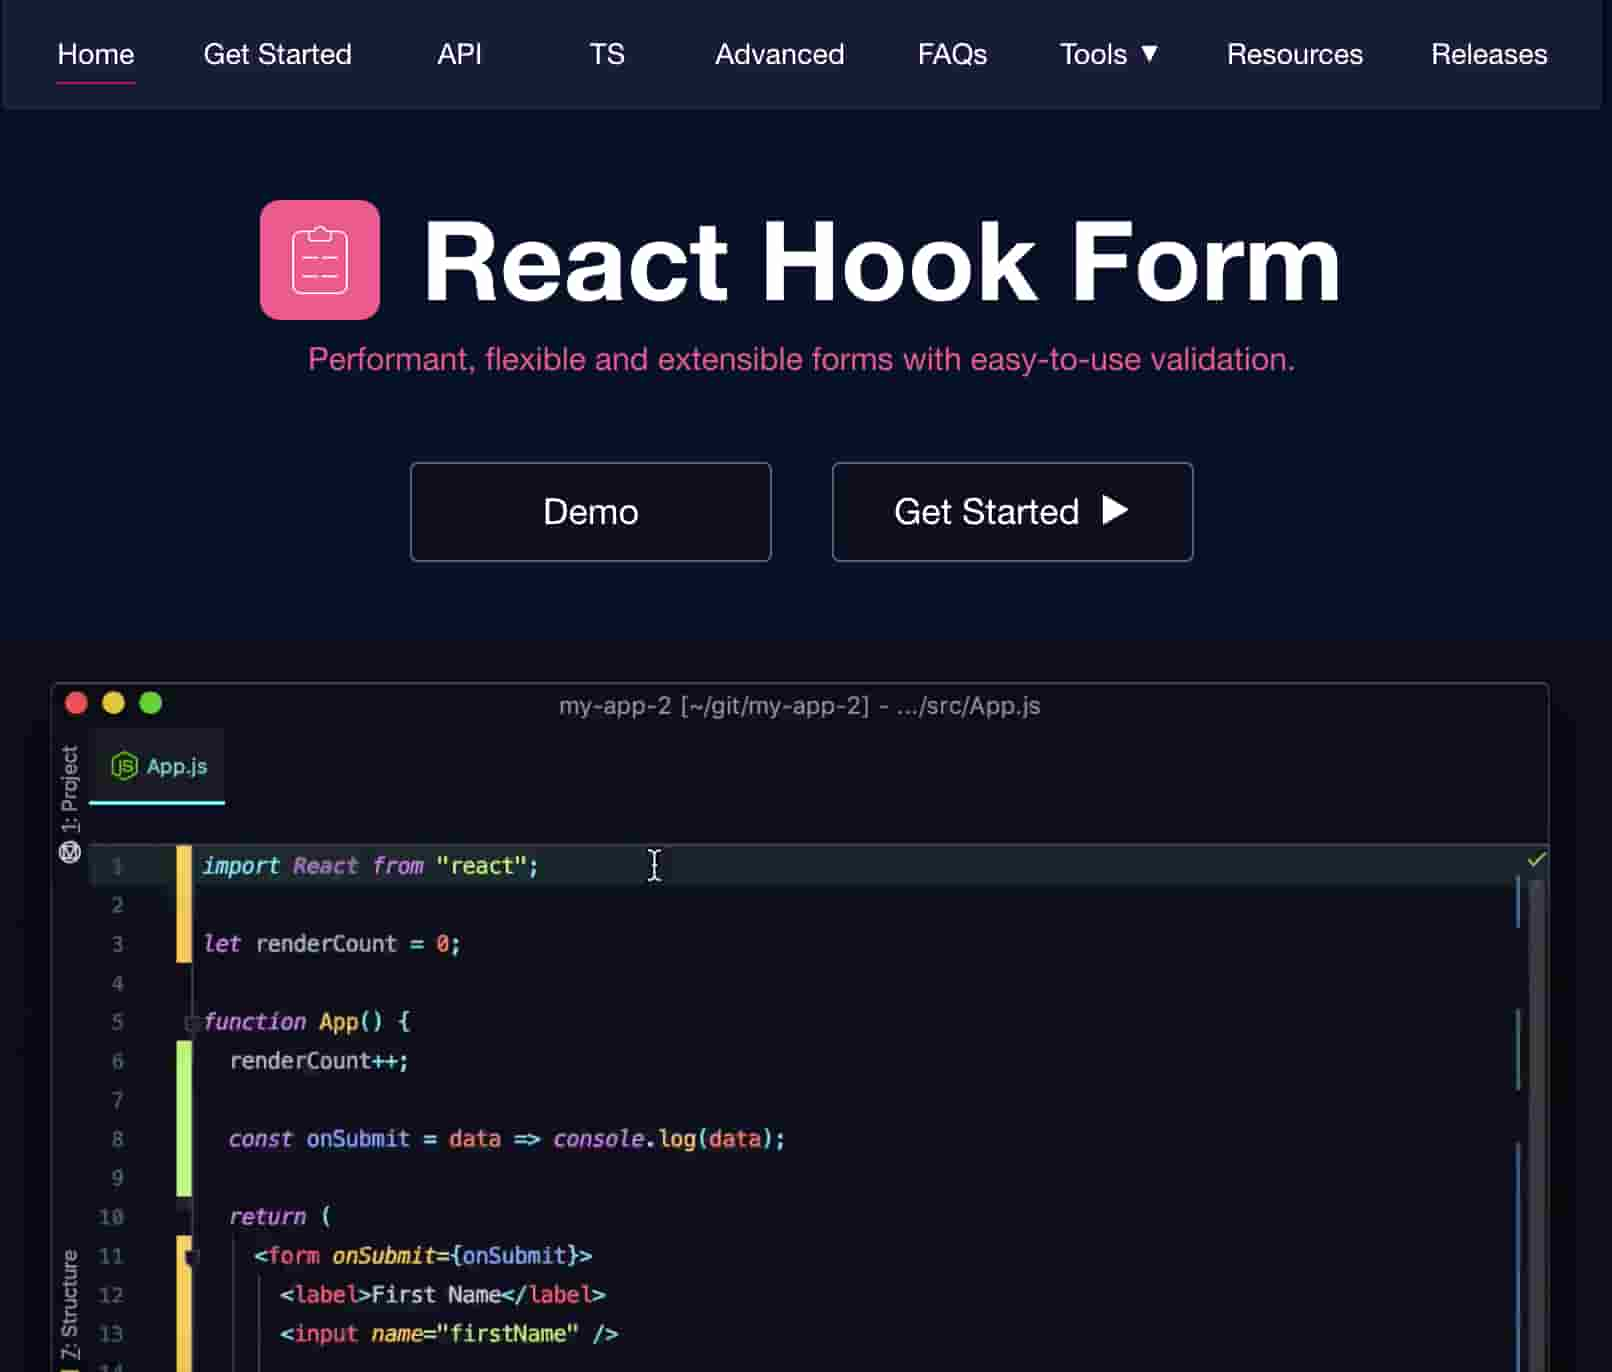 Home Get Started API TS Advanced FAQs Tools ▼ Resources Releases
React Hook Form
Performant, flexible and extensible forms with easy-to-use validation.
Demo Get Started ▶
my-app-2 [~/git/my-app-2] - .../src/App.js
1: Project
JS App.js
1 import React from "react";
2
3 let renderCount = 0;
4
5 function App() {
6 renderCount++;
7
8 const onSubmit = data => console.log(data);
9
10 return (
11 <form onSubmit={onSubmit}>
12 <label>First Name</label>
13 <input name="firstName" />
14
7: Structure